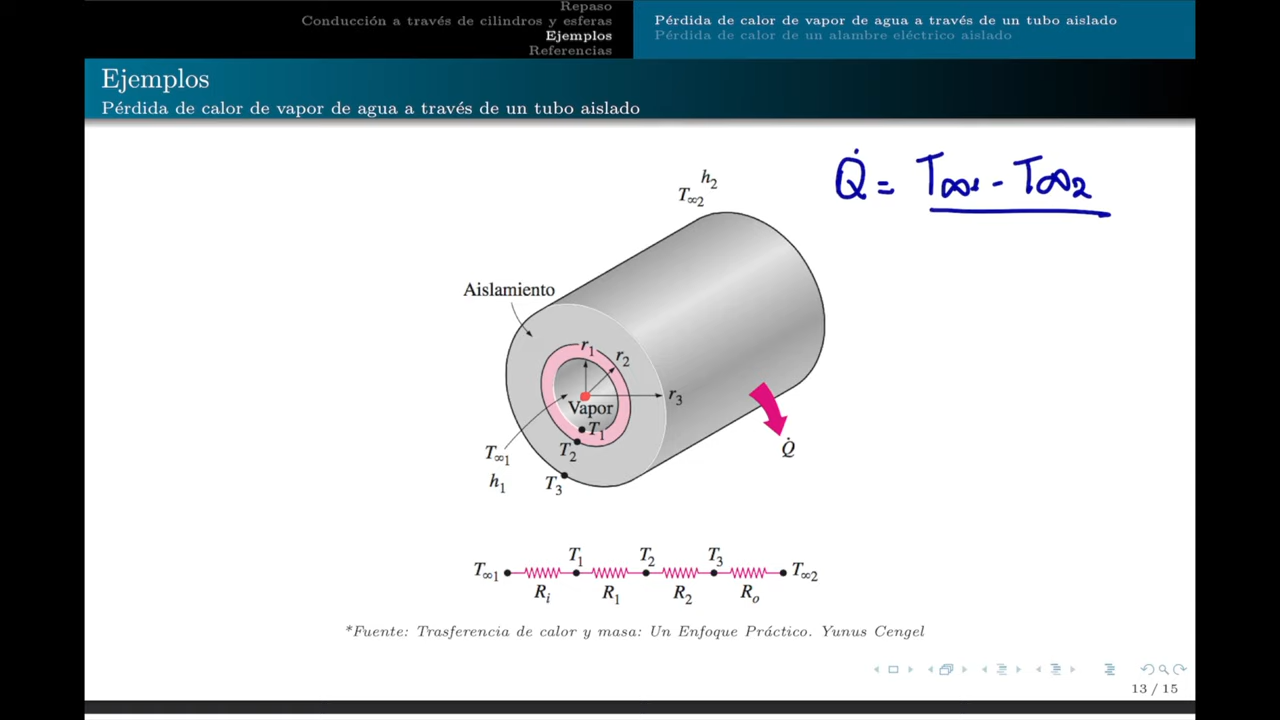 Repaso
Conducción a través de cilindros y esferas
Ejemplos
Referencias
Pérdida de calor de vapor de agua a través de un tubo aislado
Pérdida de calor de un alambre eléctrico aislado
Ejemplos
Pérdida de calor de vapor de agua a través de un tubo aislado
Q̇ = T∞1 - T∞2
h2
T∞2
Aislamiento
r1
r2
r3
Vapor
T1
T2
T∞1
h1
T3
Q̇
T∞1 T1 T2 T3 T∞2
Ri R1 R2 Ro
*Fuente: Trasferencia de calor y masa: Un Enfoque Práctico. Yunus Cengel
13 / 15